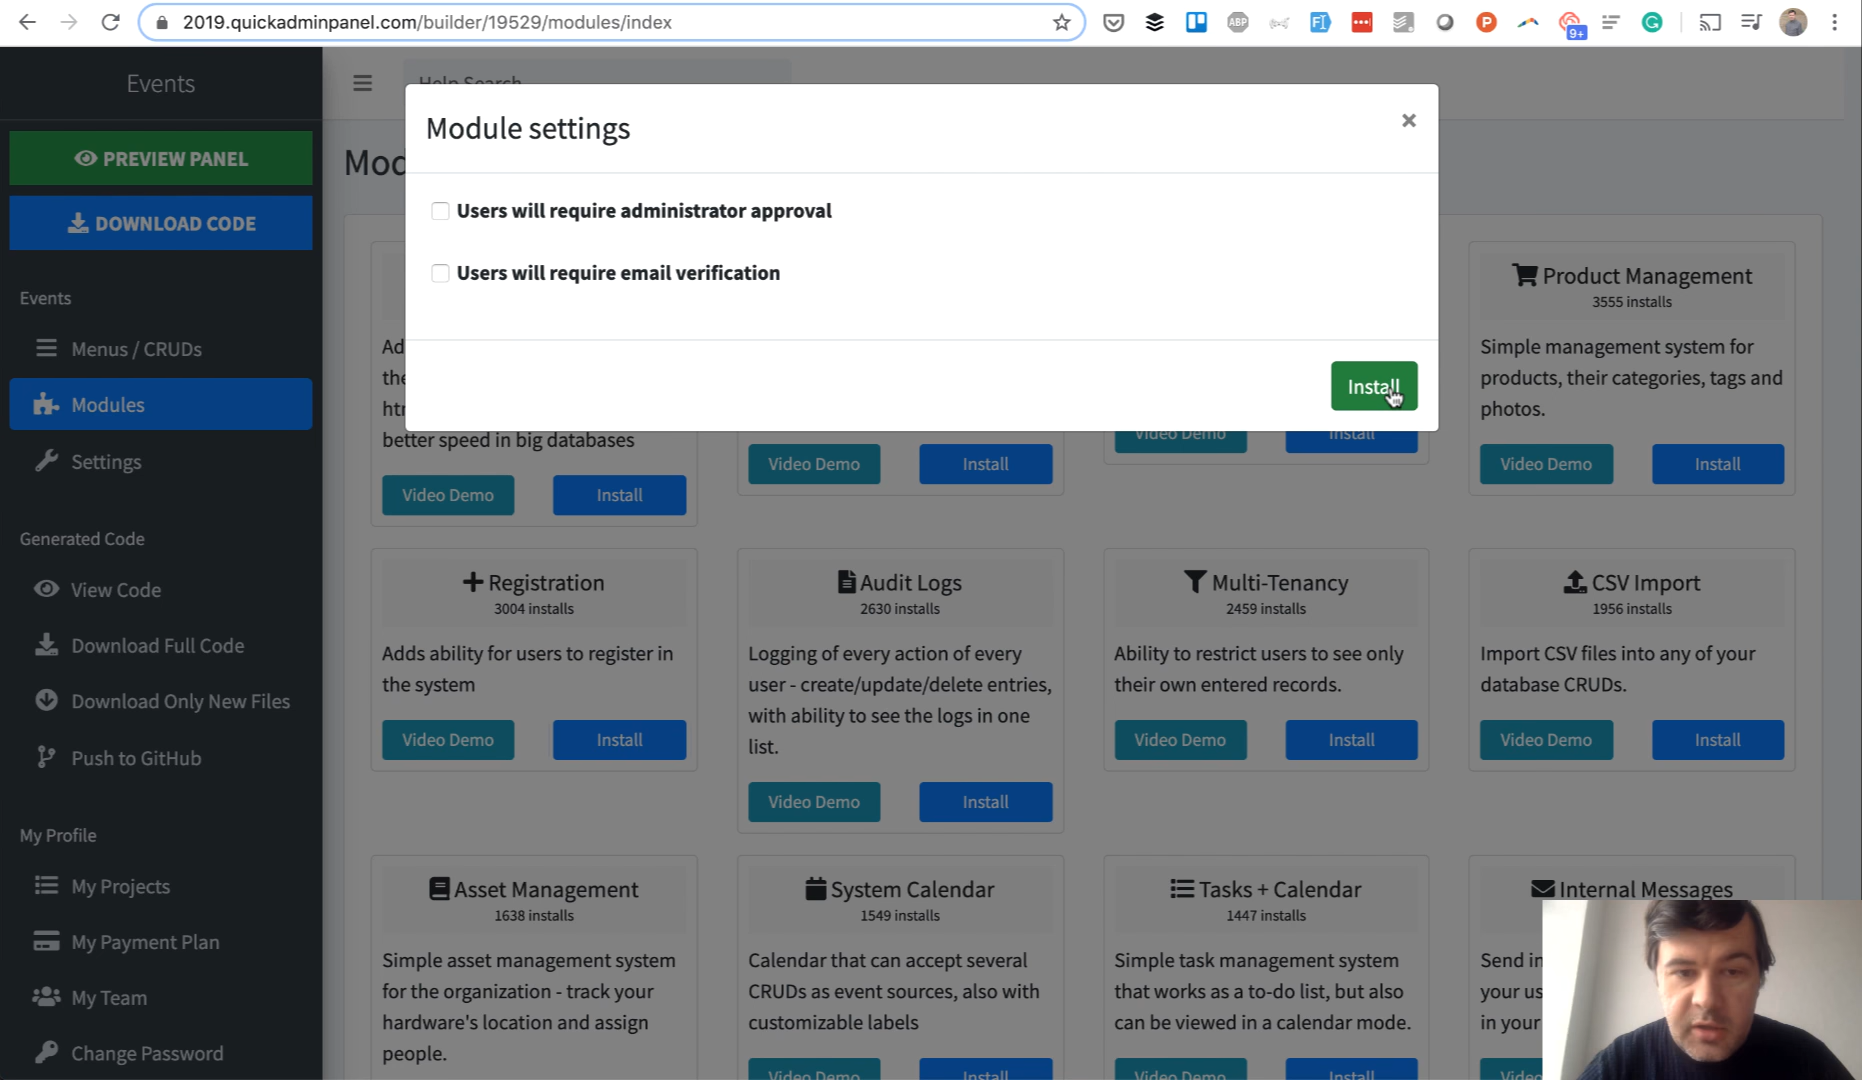 2019.quickadminpanel.com/builder/19529/modules/index
ABP
F
P
9+
G
Events
Help Search
PREVIEW PANEL
DOWNLOAD CODE
Events
Menus / CRUDs
Modules
Settings
Generated Code
View Code
Download Full Code
Download Only New Files
Push to GitHub
My Profile
My Projects
My Payment Plan
My Team
Change Password
Module settings
×
Users will require administrator approval
Users will require email verification
Install
better speed in big databases
Video Demo
Install
Video Demo
Install
Video Demo
Install
Product Management
3555 installs
Simple management system for
products, their categories, tags and
photos.
Video Demo
Install
Registration
3004 installs
Adds ability for users to register in
the system
Video Demo
Install
Audit Logs
2630 installs
Logging of every action of every
user - create/update/delete entries,
with ability to see the logs in one
list.
Video Demo
Install
Multi-Tenancy
2459 installs
Ability to restrict users to see only
their own entered records.
Video Demo
Install
CSV Import
1956 installs
Import CSV files into any of your
database CRUDs.
Video Demo
Install
Asset Management
1638 installs
Simple asset management system
for the organization - track your
hardware's location and assign
people.
Video Demo
Install
System Calendar
1549 installs
Calendar that can accept several
CRUDs as event sources, also with
customizable labels
Video Demo
Install
Tasks + Calendar
1447 installs
Simple task management system
that works as a to-do list, but also
can be viewed in a calendar mode.
Video Demo
Install
Internal Messages
Send in
your us
in your